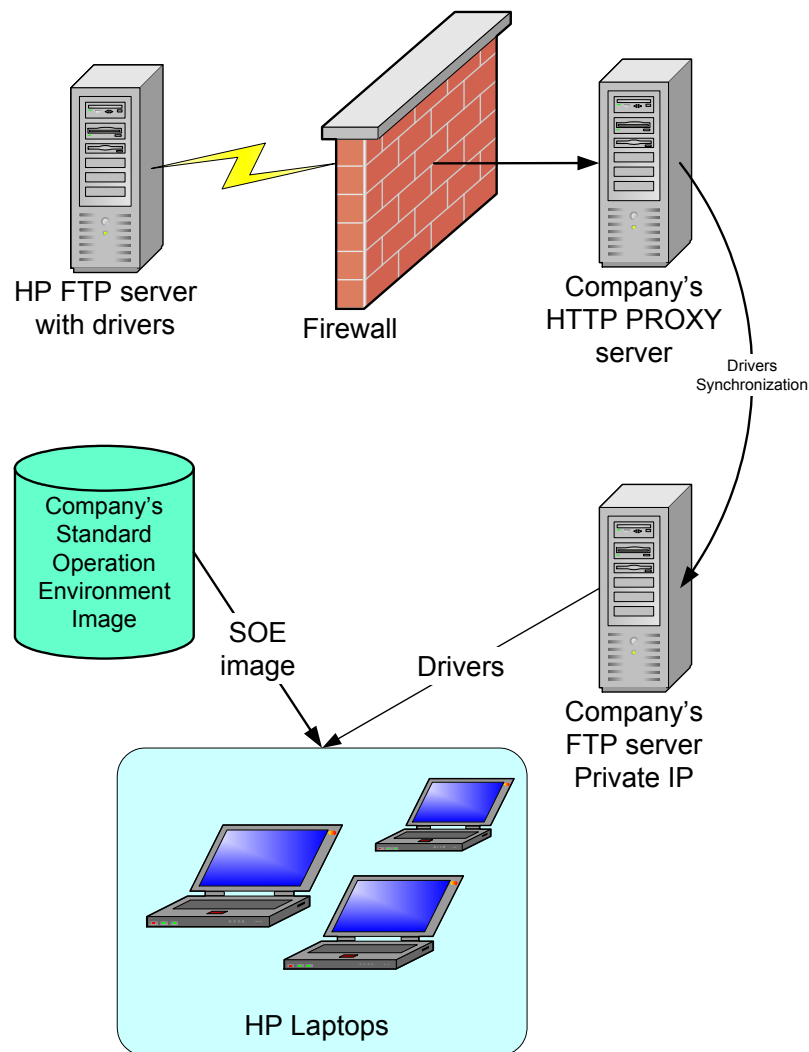 HP FTP server
with drivers
Firewall
Company's
HTTP PROXY
server
Drivers
Synchronization
Company's
Standard
Operation
Environment
Image
SOE
image
Drivers
Company's
FTP server
Private IP
HP Laptops